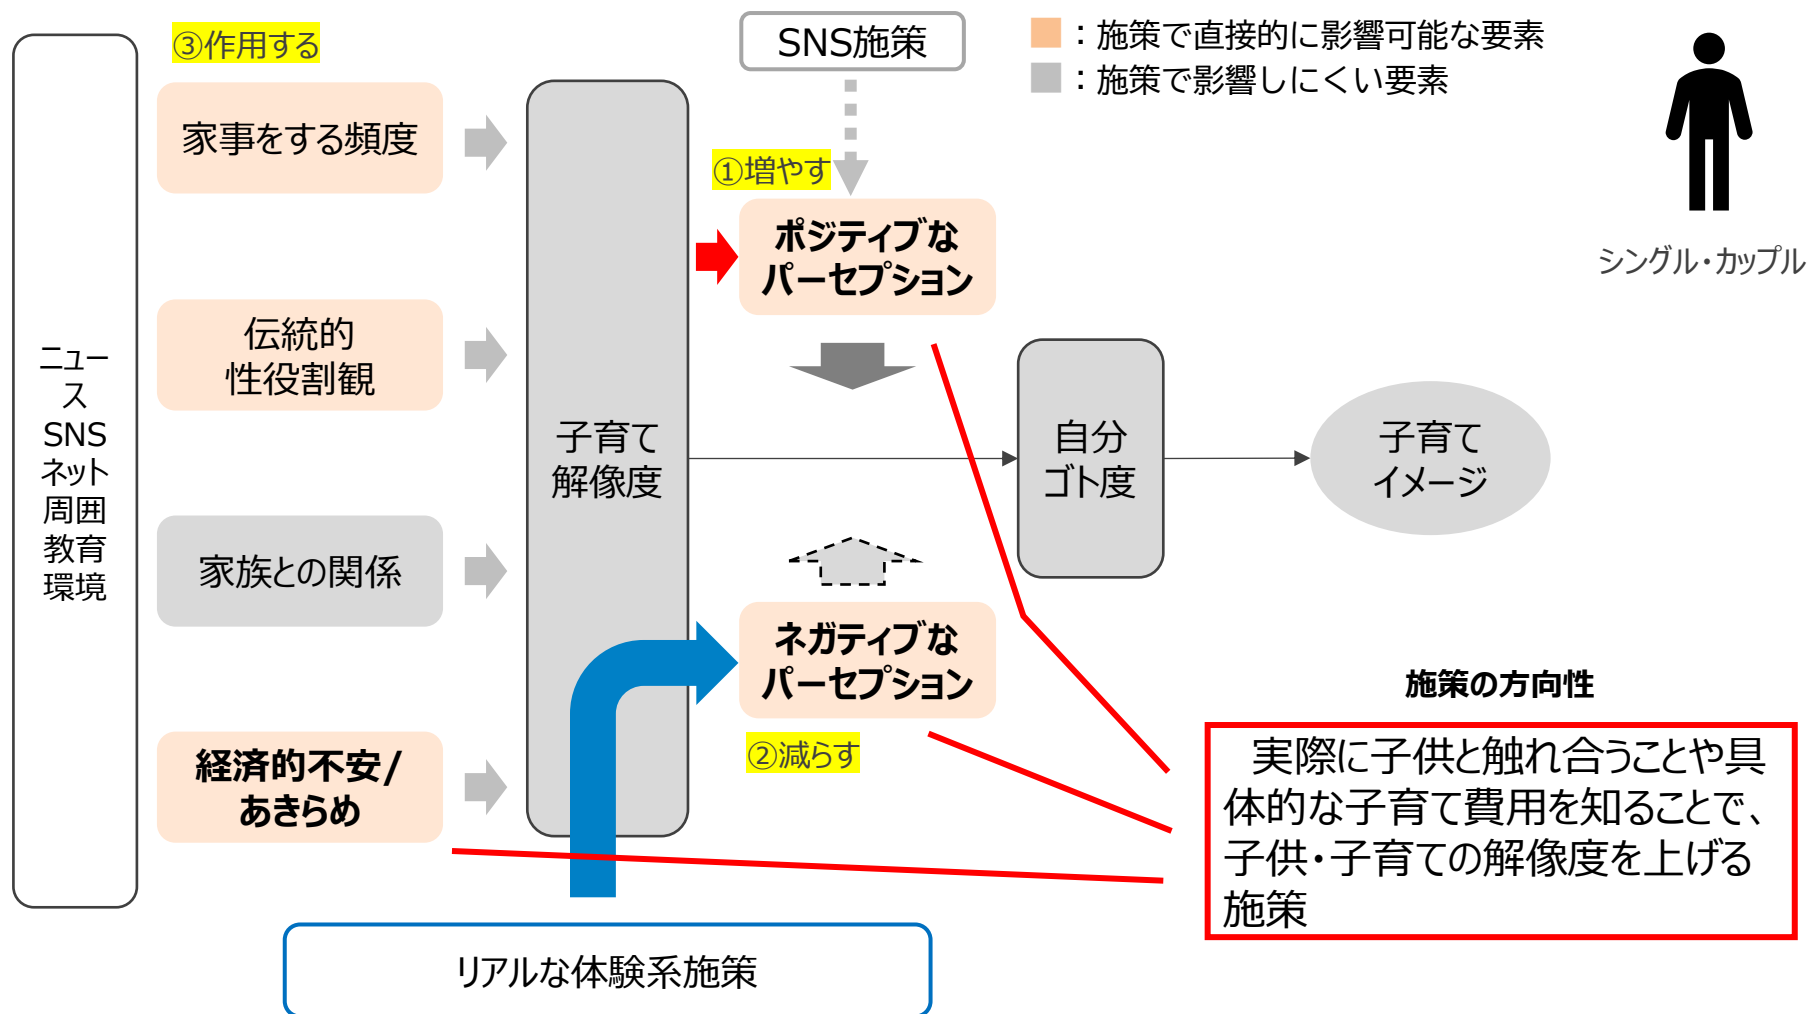 ③作用する
SNS施策
：施策で直接的に影響可能な要素
：施策で影響しにくい要素
家事をする頻度
①増やす
ポジティブな
パーセプション
シングル・カップル
伝統的
性役割観
ニュー
ス
SNS
ネット
周囲
教育
環境
子育て
解像度
自分
ゴト度
子育て
イメージ
家族との関係
ネガティブな
パーセプション
②減らす
経済的不安/
あきらめ
施策の方向性
実際に子供と触れ合うことや具
体的な子育て費用を知ることで、
子供・子育ての解像度を上げる
施策
リアルな体験系施策